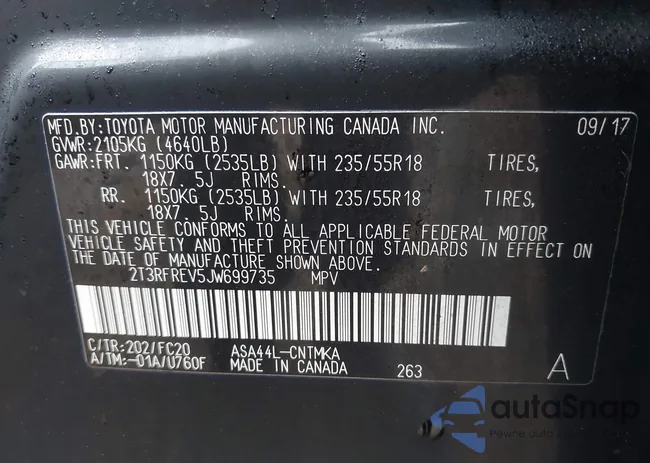 MFD.BY:TOYOTA MOTOR MANUFACTURING CANADA INC. 09/17
GVWR:2105KG (4640LB)
GAWR:FRT. 1150KG (2535LB) WITH 235/55R18 TIRES,
18X7.5J RIMS.
RR. 1150KG (2535LB) WITH 235/55R18 TIRES,
18X7.5J RIMS.
THIS VEHICLE CONFORMS TO ALL APPLICABLE FEDERAL MOTOR
VEHICLE SAFETY AND THEFT PREVENTION STANDARDS IN EFFECT ON
THE DATE OF MANUFACTURE SHOWN ABOVE.
2T3RFREV5JW699735 MPV
C/TR:202/FC20 ASA44L-CNTMKA
A/TM:-01A/U760F MADE IN CANADA 263 A
autoSnap
Pewne auto